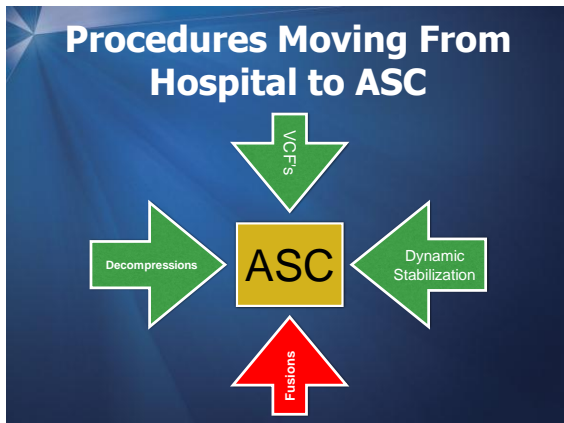 Procedures Moving From
Hospital to ASC
VCF's
Decompressions
ASC
Dynamic
Stabilization
Fusions